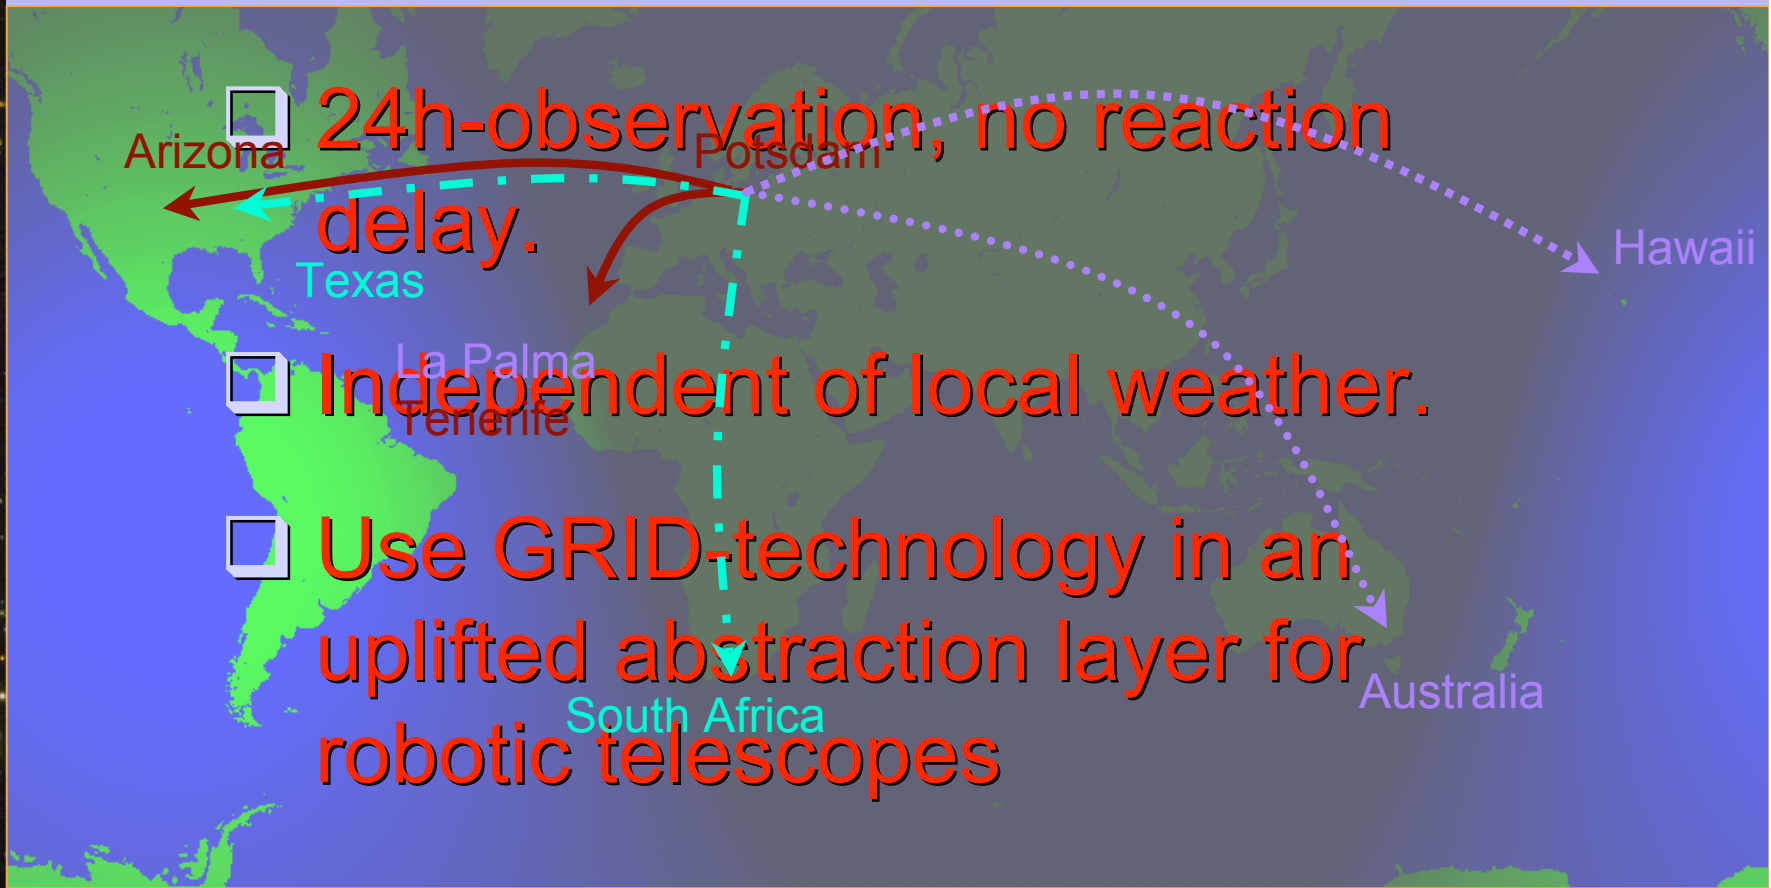 24h-observation, no reaction
Arizona
Potsdam
delay.
Hawaii
Texas
La Palma
Independent of local weather.
Tenerife
Use GRID-technology in an
uplifted abstraction layer for
Australia
South Africa
robotic telescopes